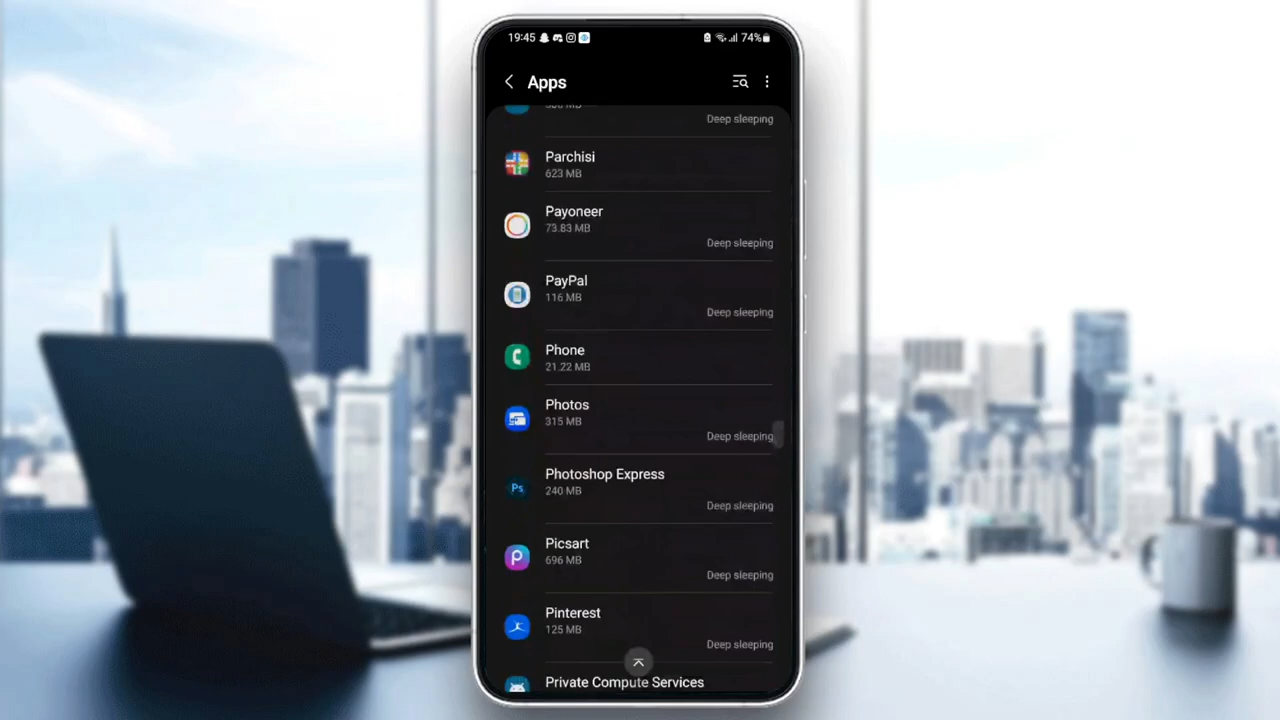 19:45
74%
Apps
Deep sleeping
Parchisi
623 MB
Payoneer
73.83 MB
Deep sleeping
PayPal
116 MB
Deep sleeping
Phone
21.22 MB
Photos
315 MB
Deep sleeping
Ps
Photoshop Express
240 MB
Deep sleeping
Picsart
696 MB
Deep sleeping
Pinterest
125 MB
Deep sleeping
Private Compute Services